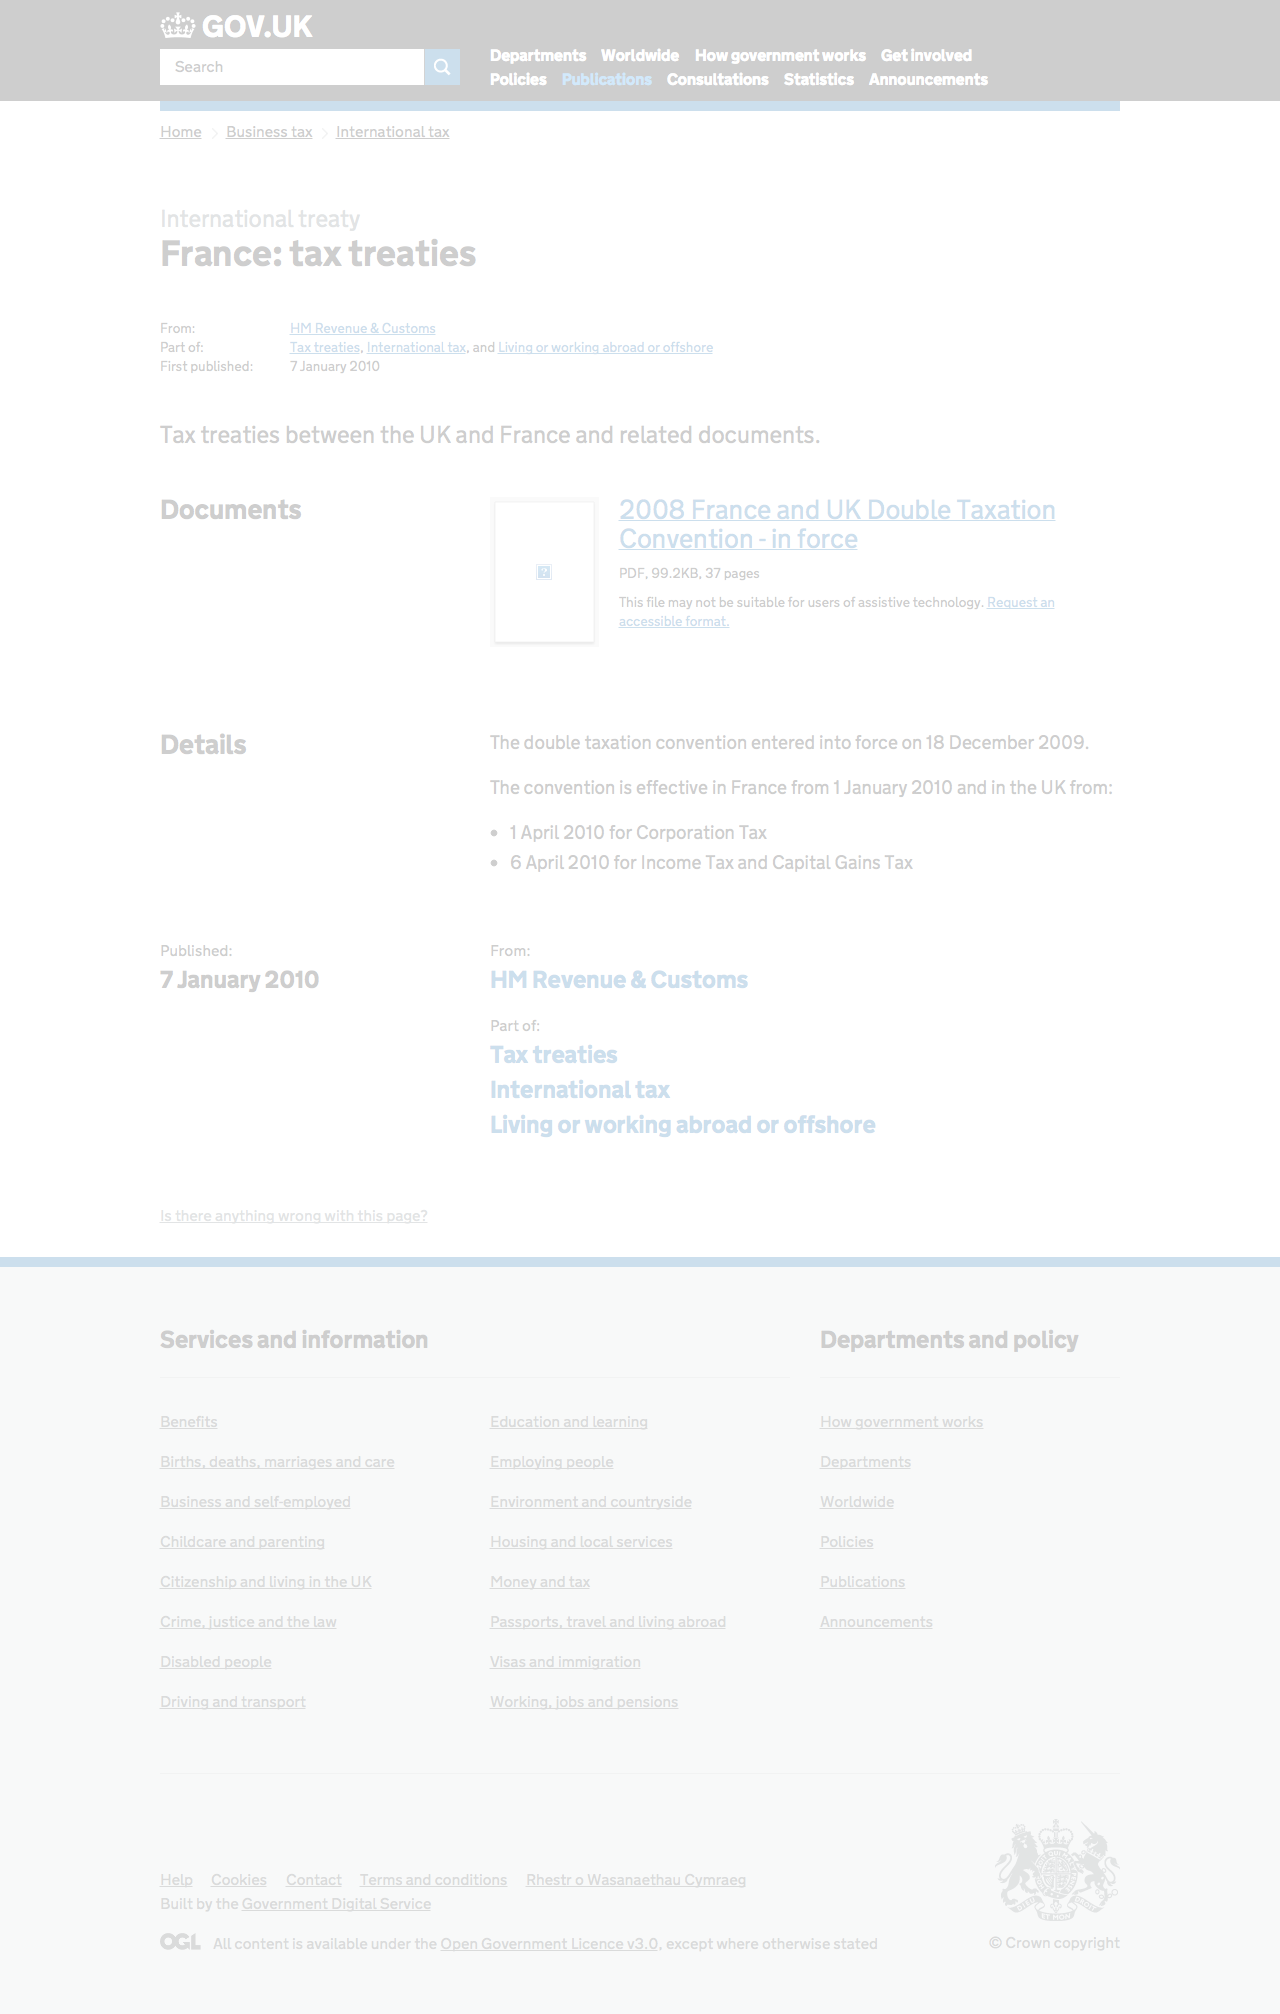 GOV.UK
Search
Departments Worldwide How government works Get involved
Policies Publications Consultations Statistics Announcements
Home Business tax International tax
International treaty
France: tax treaties
From: HM Revenue & Customs
Part of: Tax treaties, International tax, and Living or working abroad or offshore
First published: 7 January 2010
Tax treaties between the UK and France and related documents.
Documents
2008 France and UK Double Taxation
Convention - in force
PDF, 99.2KB, 37 pages
This file may not be suitable for users of assistive technology. Request an
accessible format.
Details
The double taxation convention entered into force on 18 December 2009.
The convention is effective in France from 1 January 2010 and in the UK from:
• 1 April 2010 for Corporation Tax
• 6 April 2010 for Income Tax and Capital Gains Tax
Published:
7 January 2010
From:
HM Revenue & Customs
Part of:
Tax treaties
International tax
Living or working abroad or offshore
Is there anything wrong with this page?
Services and information
Benefits
Births, deaths, marriages and care
Business and self-employed
Childcare and parenting
Citizenship and living in the UK
Crime, justice and the law
Disabled people
Driving and transport
Education and learning
Employing people
Environment and countryside
Housing and local services
Money and tax
Passports, travel and living abroad
Visas and immigration
Working, jobs and pensions
Departments and policy
How government works
Departments
Worldwide
Policies
Publications
Announcements
Help Cookies Contact Terms and conditions Rhestr o Wasanaethau Cymraeg
Built by the Government Digital Service
OGL All content is available under the Open Government Licence v3.0, except where otherwise stated
© Crown copyright